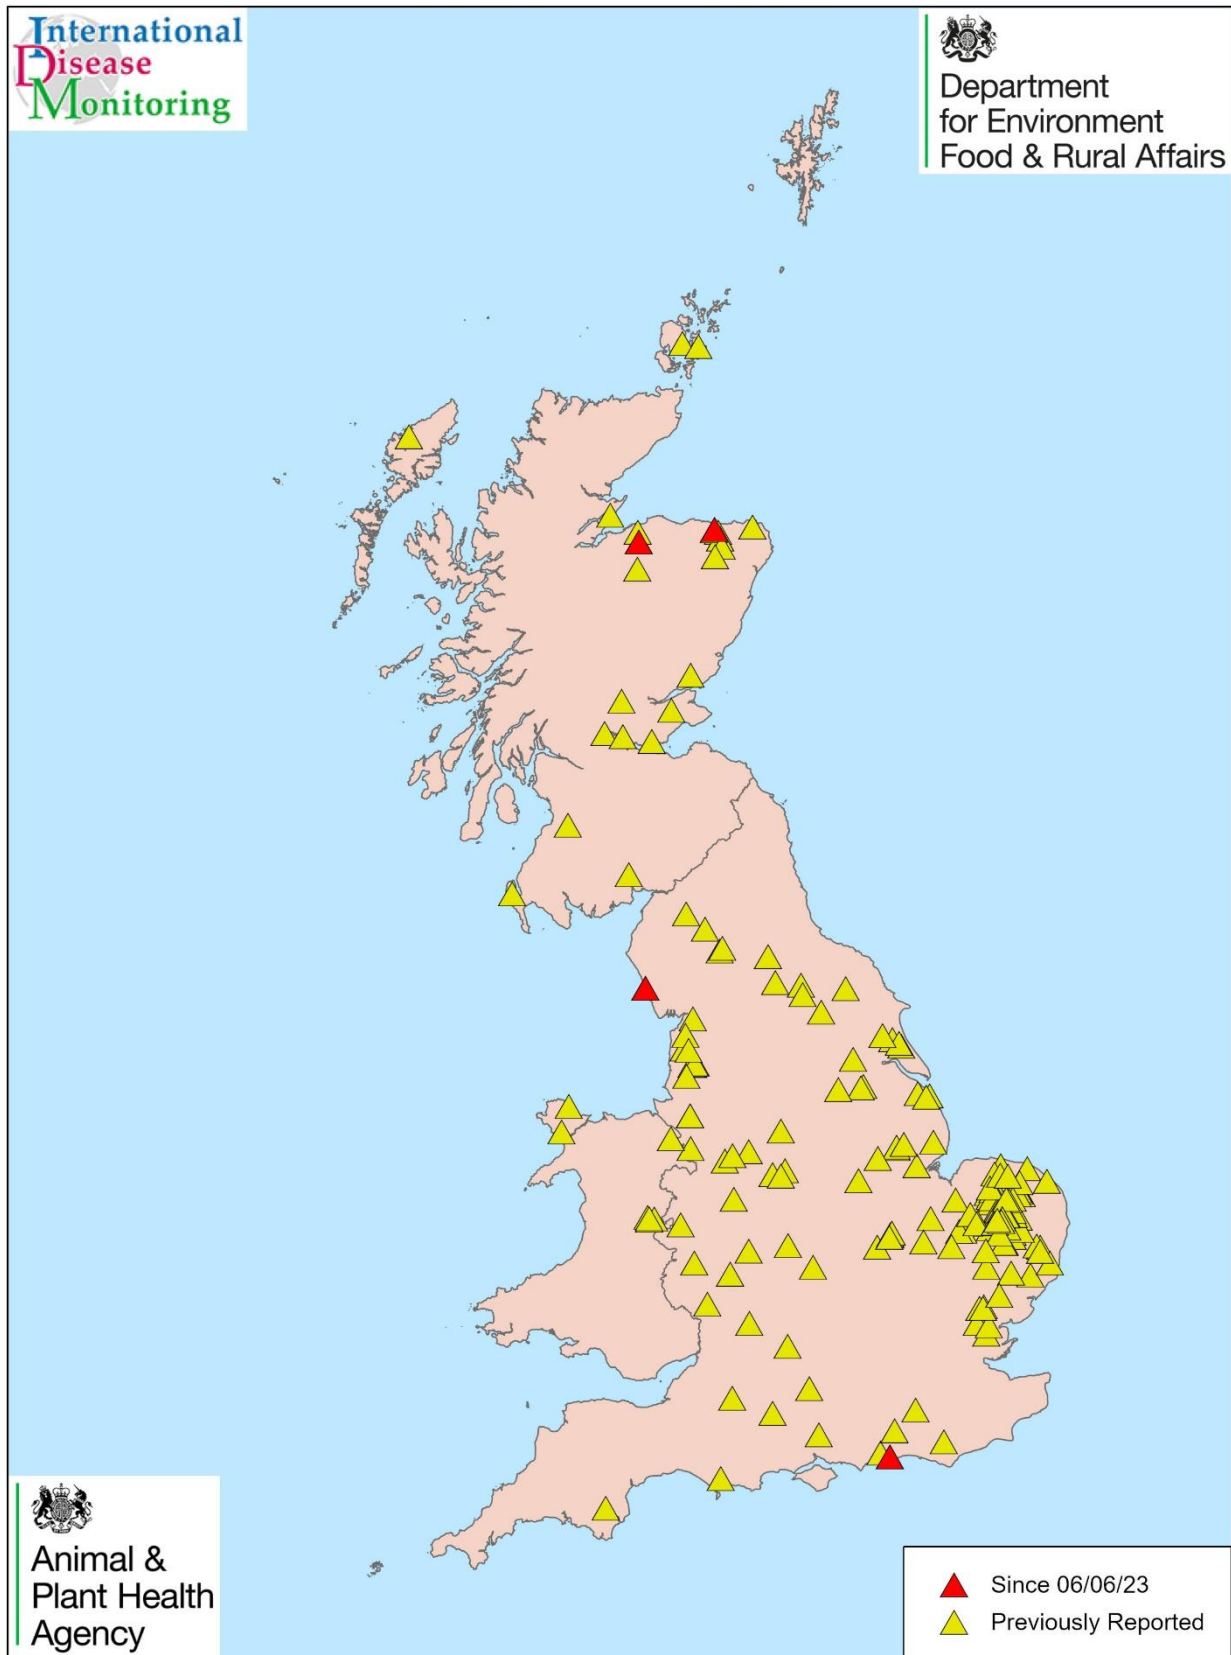 International
Disease
Monitoring
Department
for Environment
Food & Rural Affairs
Animal &
Plant Health
Agency
Since 06/06/23
Previously Reported